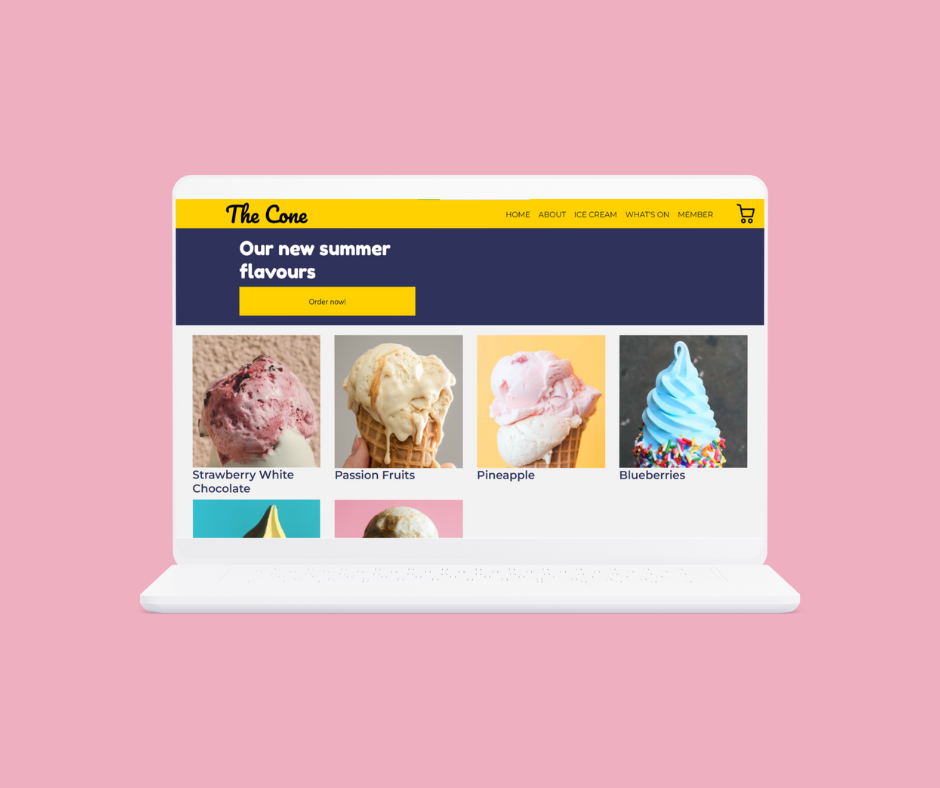 The Cone
HOME ABOUT ICE CREAM WHAT'S ON MEMBER
Our new summer
flavours
Order now!
Strawberry White
Chocolate
Passion Fruits
Pineapple
Blueberries